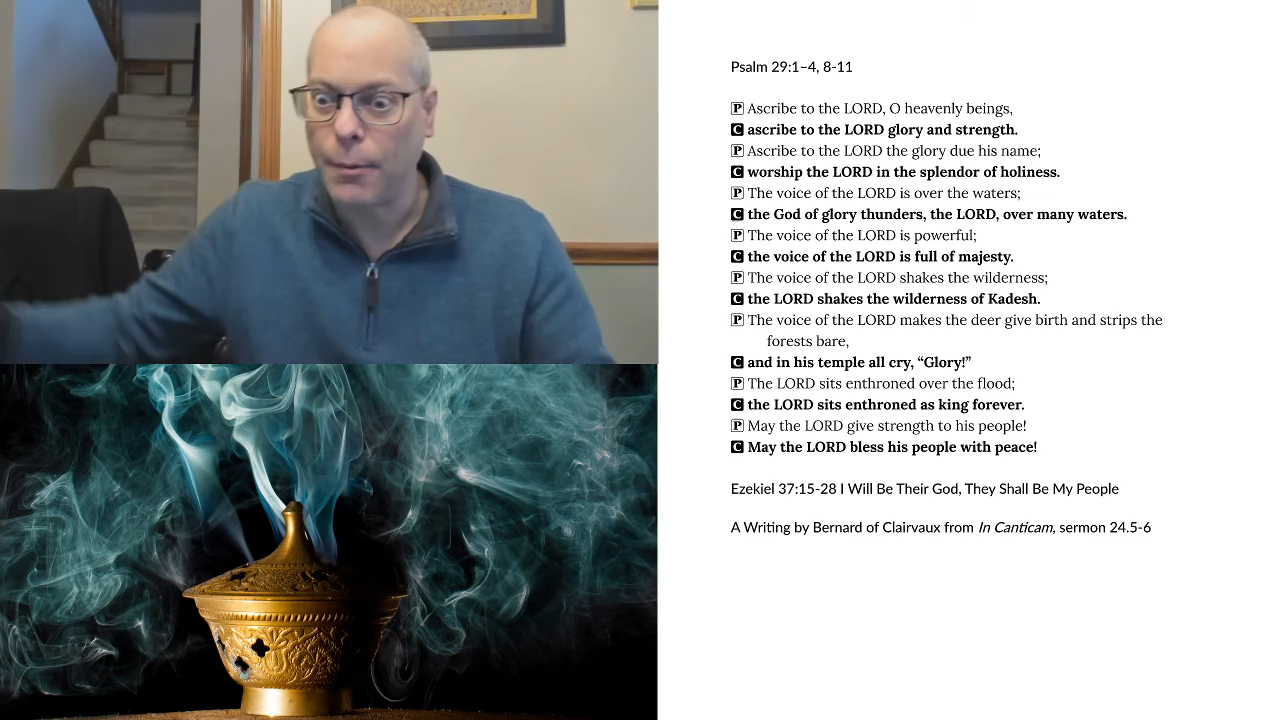 Psalm 29:1–4, 8-11
P Ascribe to the LORD, O heavenly beings,
C ascribe to the LORD glory and strength.
P Ascribe to the LORD the glory due his name;
C worship the LORD in the splendor of holiness.
P The voice of the LORD is over the waters;
C the God of glory thunders, the LORD, over many waters.
P The voice of the LORD is powerful;
C the voice of the LORD is full of majesty.
P The voice of the LORD shakes the wilderness;
C the LORD shakes the wilderness of Kadesh.
P The voice of the LORD makes the deer give birth and strips the
forests bare,
C and in his temple all cry, “Glory!”
P The LORD sits enthroned over the flood;
C the LORD sits enthroned as king forever.
P May the LORD give strength to his people!
C May the LORD bless his people with peace!
Ezekiel 37:15-28 I Will Be Their God, They Shall Be My People
A Writing by Bernard of Clairvaux from In Canticam, sermon 24.5-6